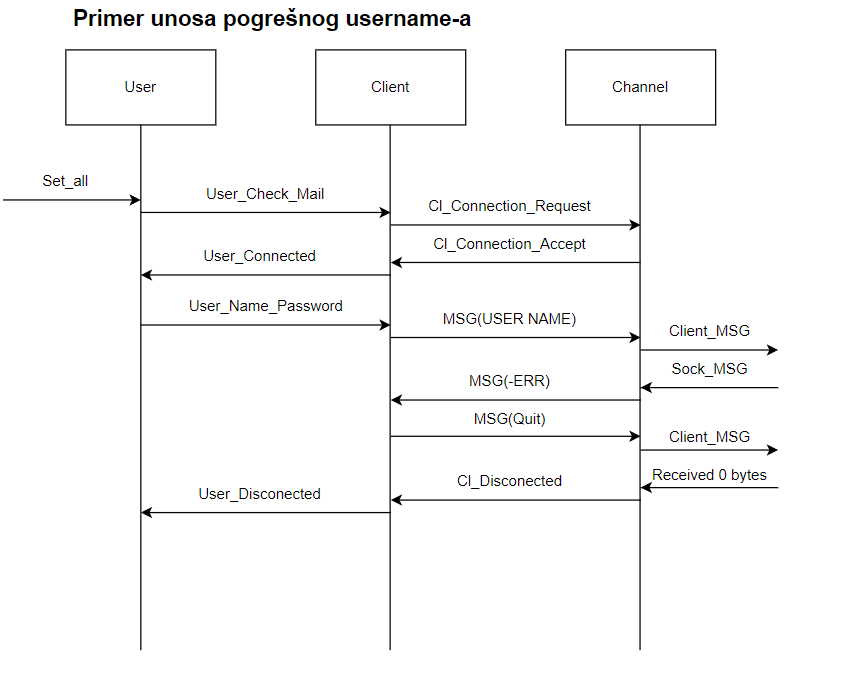 Primer unosa pogrešnog username-a
User
Client
Channel
Set_all
User_Check_Mail
Cl_Connection_Request
Cl_Connection_Accept
User_Connected
User_Name_Password
MSG(USER NAME)
Client_MSG
Sock_MSG
MSG(-ERR)
MSG(Quit)
Client_MSG
Received 0 bytes
Cl_Disconected
User_Disconected